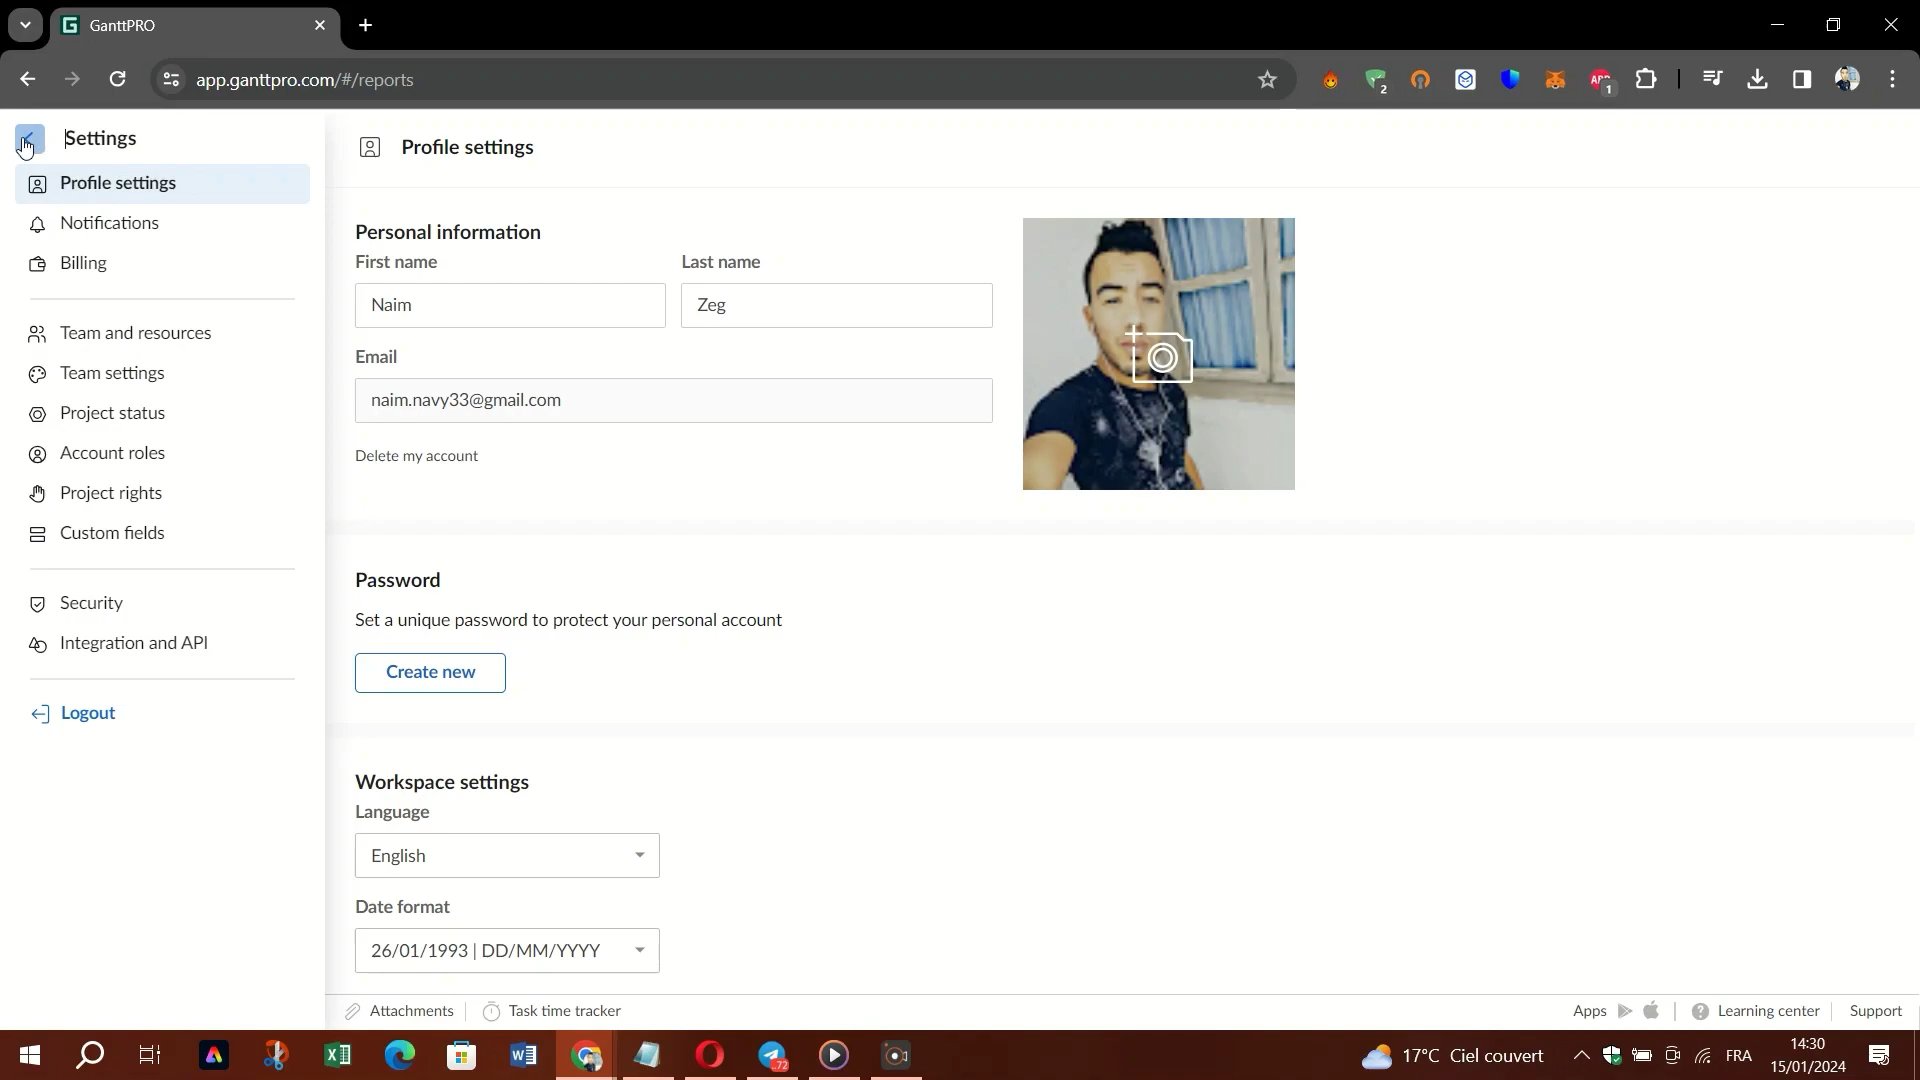 GanttPRO
app.ganttpro.com/#/reports
2
ABP
1
Settings
Profile settings
Notifications
Billing
Team and resources
Team settings
Project status
Account roles
Project rights
Custom fields
Security
Integration and API
Logout
Profile settings
Personal information
First name
Last name
Naim
Zeg
Email
naim.navy33@gmail.com
Delete my account
Password
Set a unique password to protect your personal account
Create new
Workspace settings
Language
English
Date format
26/01/1993 | DD/MM/YYYY
Attachments
Task time tracker
Apps
Learning center
Support
72
17°C Ciel couvert
FRA
14:30
15/01/2024